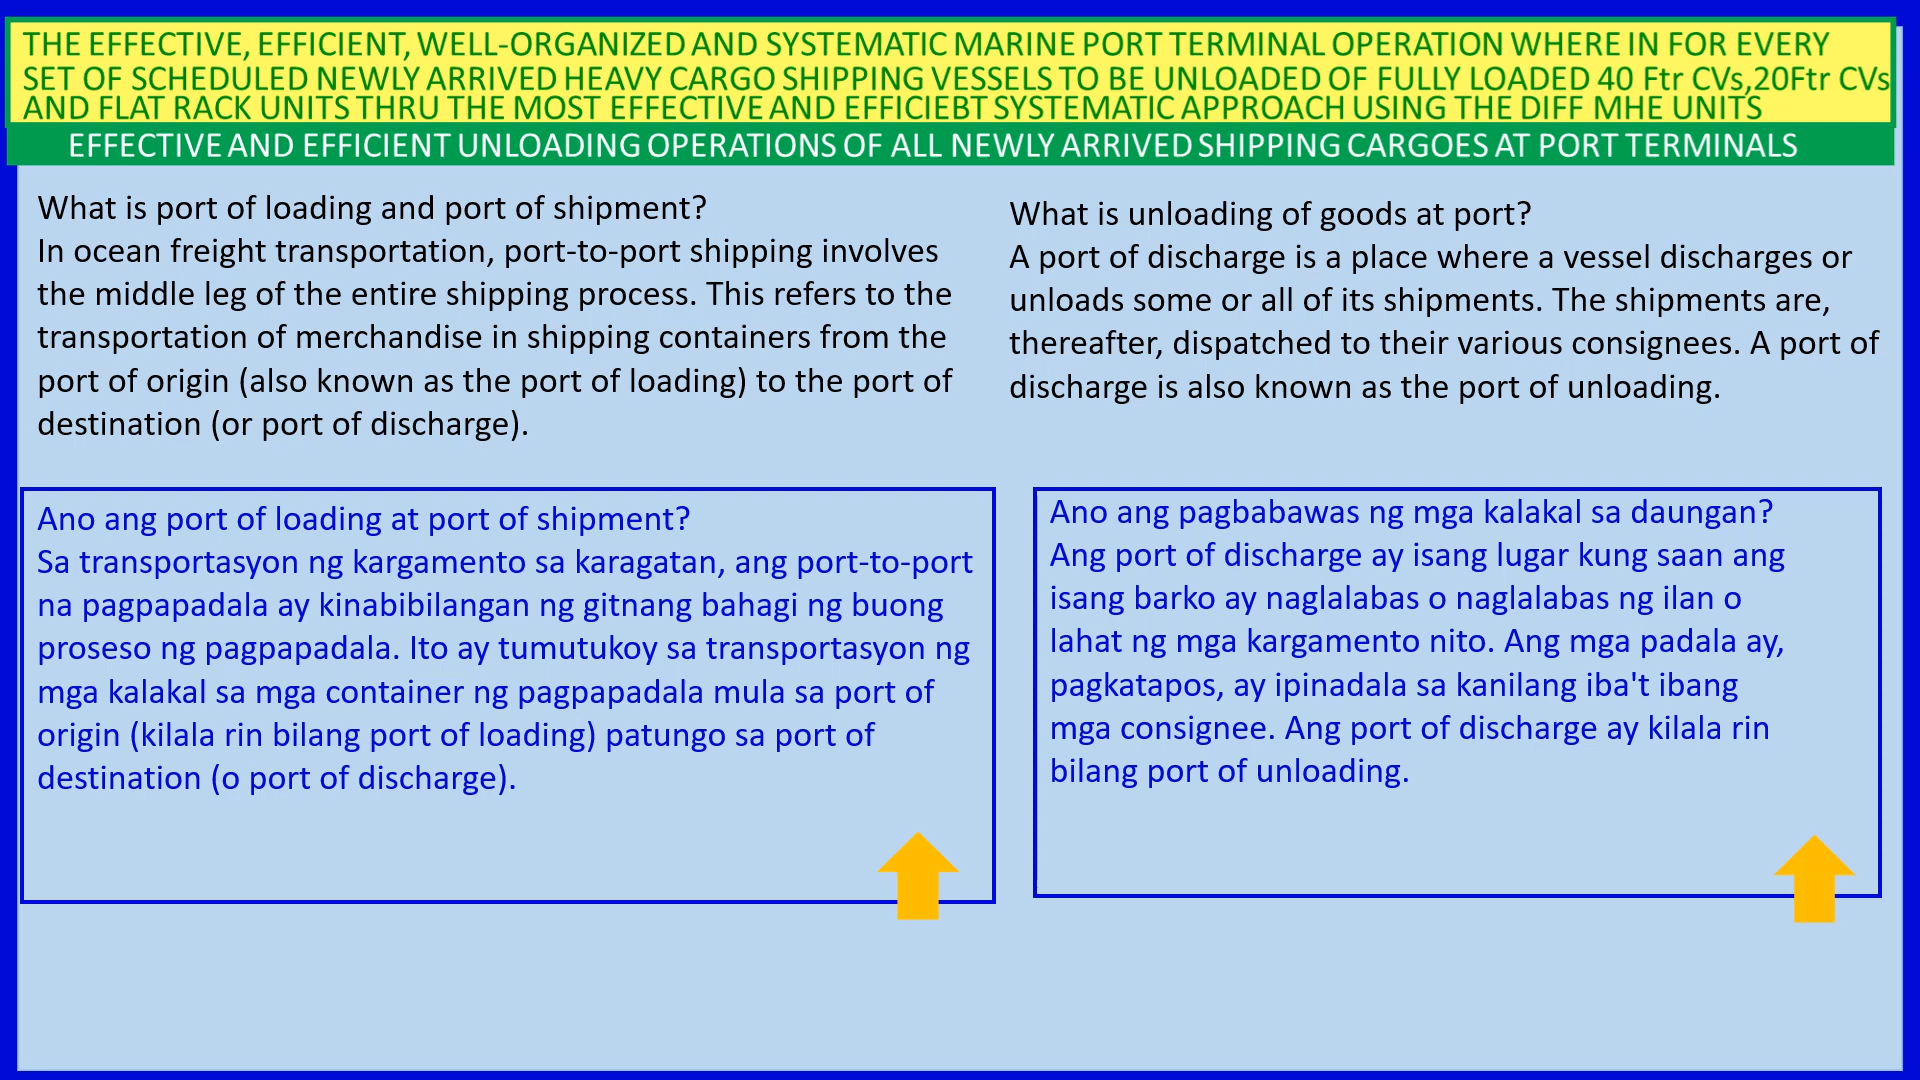 THE EFFECTIVE, EFFICIENT, WELL-ORGANIZED AND SYSTEMATIC MARINE PORT TERMINAL OPERATION WHERE IN FOR EVERY
SET OF SCHEDULED NEWLY ARRIVED HEAVY CARGO SHIPPING VESSELS TO BE UNLOADED OF FULLY LOADED 40 Ftr CVs,20Ftr CVs
AND FLAT RACK UNITS THRU THE MOST EFFECTIVE AND EFFICIEBT SYSTEMATIC APPROACH USING THE DIFF MHE UNITS
EFFECTIVE AND EFFICIENT UNLOADING OPERATIONS OF ALL NEWLY ARRIVED SHIPPING CARGOES AT PORT TERMINALS
What is port of loading and port of shipment?
In ocean freight transportation, port-to-port shipping involves
the middle leg of the entire shipping process. This refers to the
transportation of merchandise in shipping containers from the
port of origin (also known as the port of loading) to the port of
destination (or port of discharge).
What is unloading of goods at port?
A port of discharge is a place where a vessel discharges or
unloads some or all of its shipments. The shipments are,
thereafter, dispatched to their various consignees. A port of
discharge is also known as the port of unloading.
Ano ang port of loading at port of shipment?
Sa transportasyon ng kargamento sa karagatan, ang port-to-port
na pagpapadala ay kinabibilangan ng gitnang bahagi ng buong
proseso ng pagpapadala. Ito ay tumutukoy sa transportasyon ng
mga kalakal sa mga container ng pagpapadala mula sa port of
origin (kilala rin bilang port of loading) patungo sa port of
destination (o port of discharge).
Ano ang pagbabawas ng mga kalakal sa daungan?
Ang port of discharge ay isang lugar kung saan ang
isang barko ay naglalabas o naglalabas ng ilan o
lahat ng mga kargamento nito. Ang mga padala ay,
pagkatapos, ay ipinadala sa kanilang iba't ibang
mga consignee. Ang port of discharge ay kilala rin
bilang port of unloading.